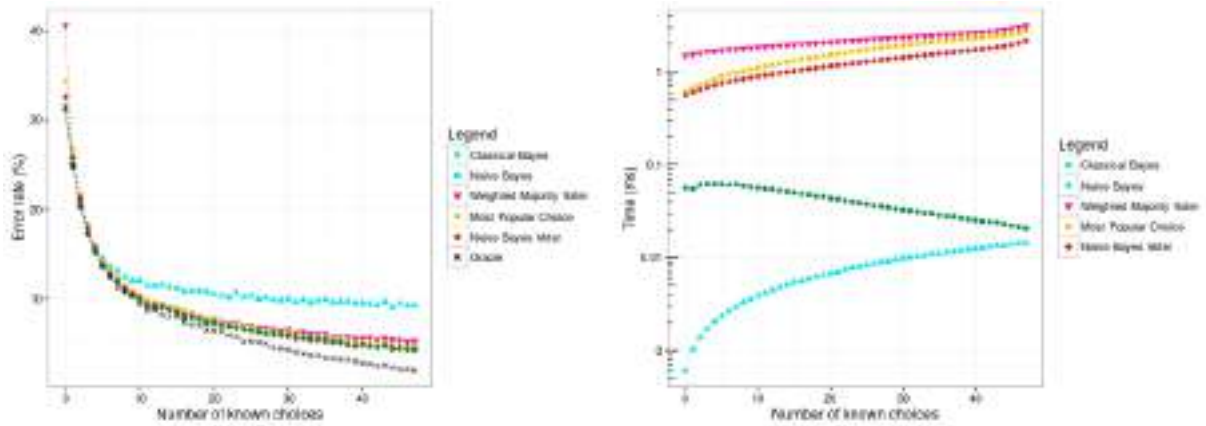 40
30
20
10
0
10
20
30
40
Error rate (%)
Number of known choices
Legend
Classical Bayes
Naive Bayes
Weighted Majority Voter
Most Popular Choice
Naive Bayes Voter
Oracle
0.1
0.01
0
10
20
30
40
Time (ms)
Number of known choices
Legend
Classical Bayes
Naive Bayes
Weighted Majority Voter
Most Popular Choice
Naive Bayes Voter